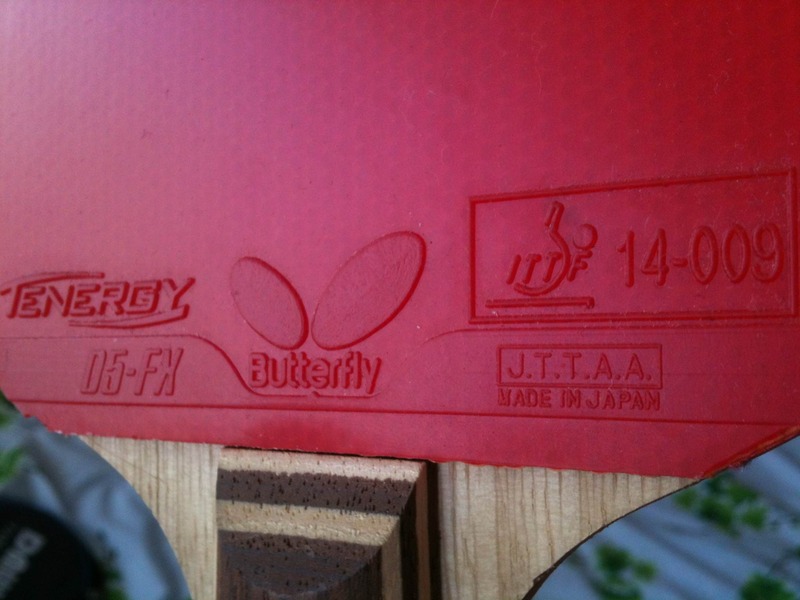 TENERGY
05-FX
Butterfly
ITTF 14-009
J.T.T.A.A.
MADE IN JAPAN